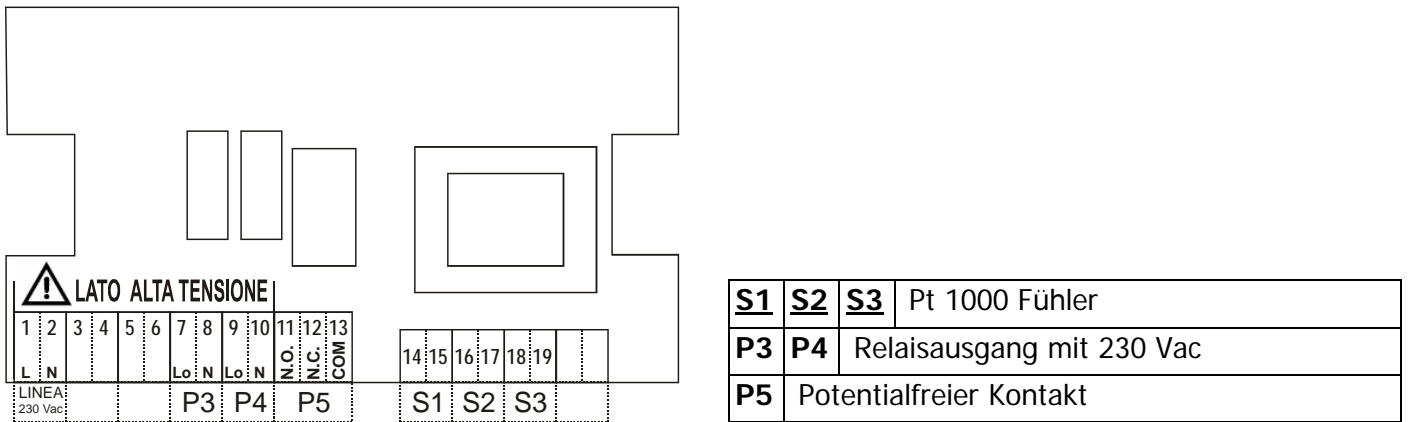 LATO ALTA TENSIONE
1 2 3 4 5 6 7 8 9 10 11 12 13
L N Lo N Lo N N.O. N.C. COM
LINEA
230 Vac
P3 P4 P5
14 15 16 17 18 19
S1 S2 S3
S1 S2 S3 Pt 1000 Fühler
P3 P4 Relaisausgang mit 230 Vac
P5 Potentialfreier Kontakt